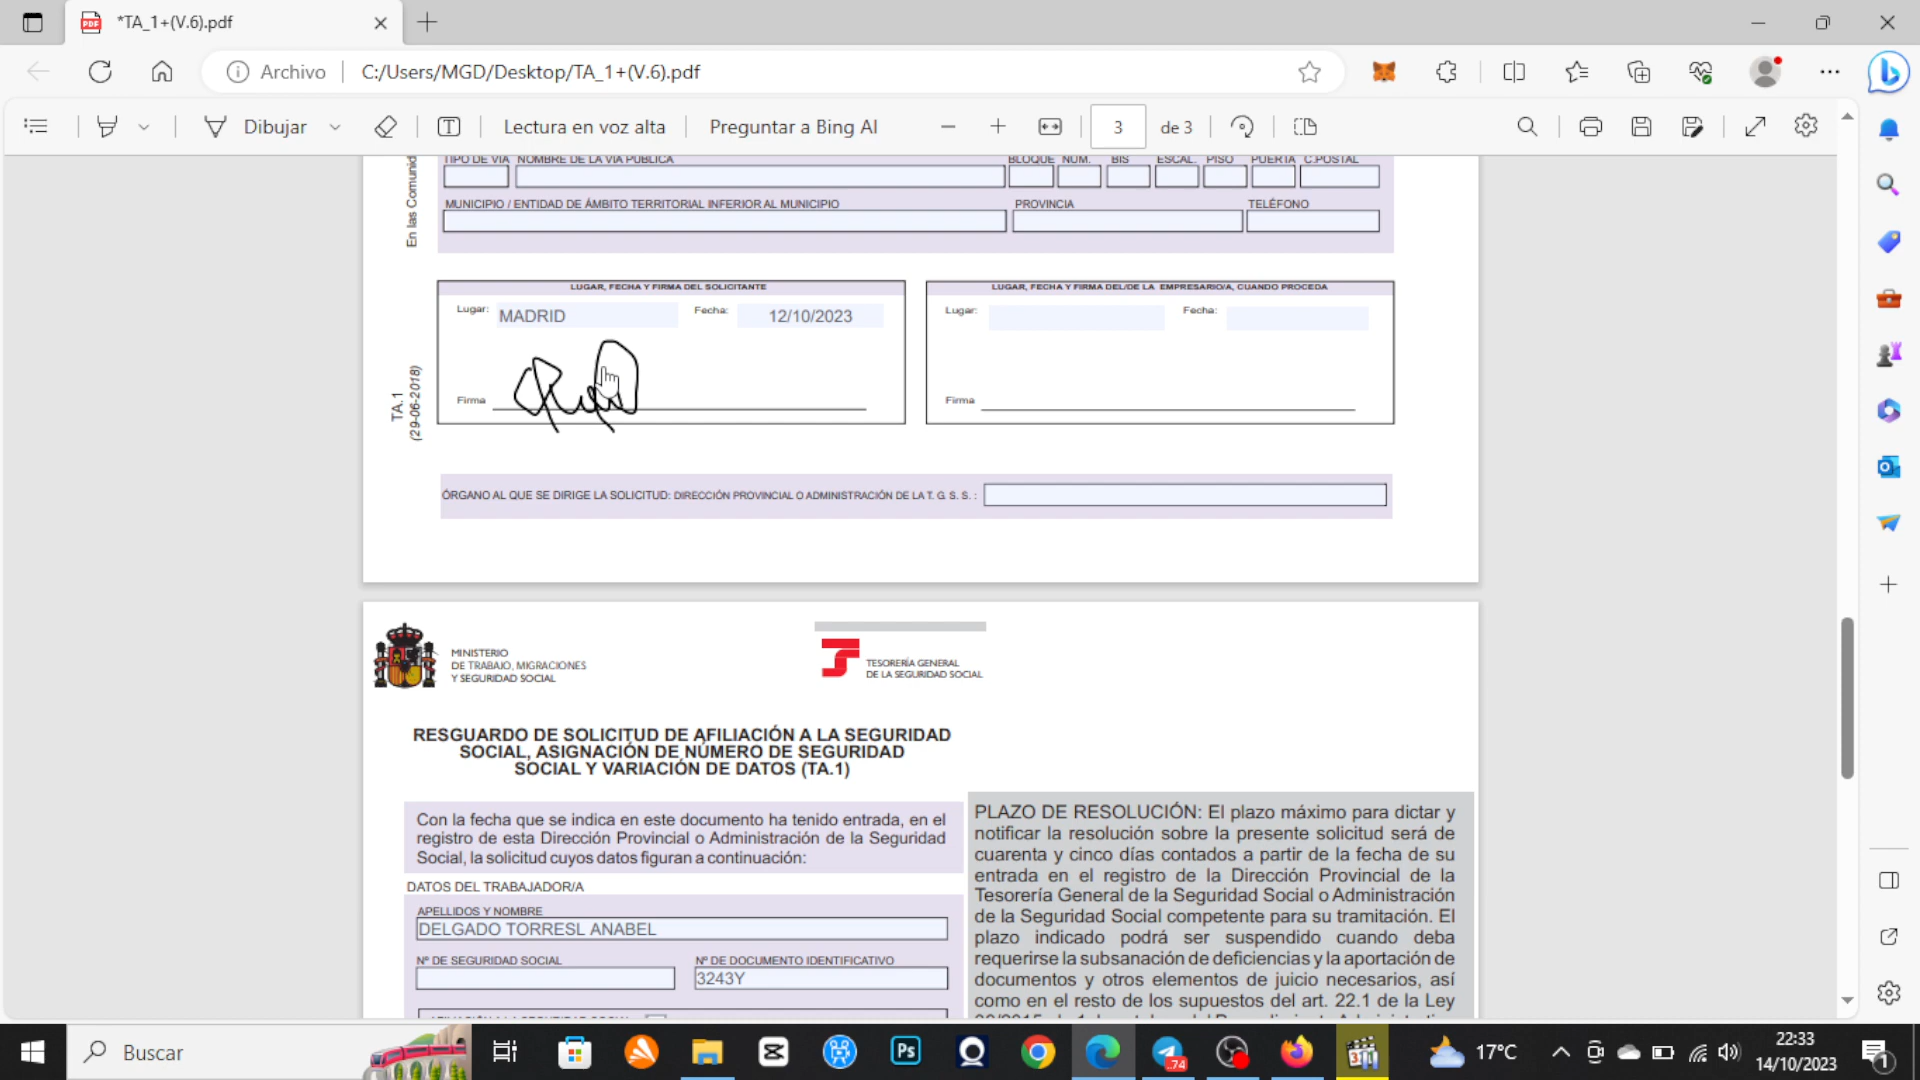 *TA_1+(V.6).pdf
Archivo
C:/Users/MGD/Desktop/TA_1+(V.6).pdf
Dibujar
Lectura en voz alta
Preguntar a Bing AI
3
de 3
En las Comunid
TIPO DE VÍA NOMBRE DE LA VÍA PÚBLICA
BLOQUE NÚM. BIS ESCAL. PISO PUERTA C.POSTAL
MUNICIPIO / ENTIDAD DE ÁMBITO TERRITORIAL INFERIOR AL MUNICIPIO
PROVINCIA
TELÉFONO
TA.1
(29-06-2018)
LUGAR, FECHA Y FIRMA DEL SOLICITANTE
Lugar: MADRID
Fecha: 12/10/2023
Firma
LUGAR, FECHA Y FIRMA DEL/DE LA EMPRESARIO/A, CUANDO PROCEDA
Lugar:
Fecha:
Firma
ÓRGANO AL QUE SE DIRIGE LA SOLICITUD: DIRECCIÓN PROVINCIAL O ADMINISTRACIÓN DE LA T. G. S. S. :
MINISTERIO
DE TRABAJO, MIGRACIONES
Y SEGURIDAD SOCIAL
TESORERÍA GENERAL
DE LA SEGURIDAD SOCIAL
RESGUARDO DE SOLICITUD DE AFILIACIÓN A LA SEGURIDAD
SOCIAL, ASIGNACIÓN DE NÚMERO DE SEGURIDAD
SOCIAL Y VARIACIÓN DE DATOS (TA.1)
Con la fecha que se indica en este documento ha tenido entrada, en el
registro de esta Dirección Provincial o Administración de la Seguridad
Social, la solicitud cuyos datos figuran a continuación:
DATOS DEL TRABAJADOR/A
APELLIDOS Y NOMBRE
DELGADO TORRESL ANABEL
Nº DE SEGURIDAD SOCIAL
Nº DE DOCUMENTO IDENTIFICATIVO
3243Y
PLAZO DE RESOLUCIÓN: El plazo máximo para dictar y
notificar la resolución sobre la presente solicitud será de
cuarenta y cinco días contados a partir de la fecha de su
entrada en el registro de la Dirección Provincial de la
Tesorería General de la Seguridad Social o Administración
de la Seguridad Social competente para su tramitación. El
plazo indicado podrá ser suspendido cuando deba
requerirse la subsanación de deficiencias y la aportación de
documentos y otros elementos de juicio necesarios, así
como en el resto de los supuestos del art. 22.1 de la Ley
Buscar
Ps
74
17°C
22:33
14/10/2023
1